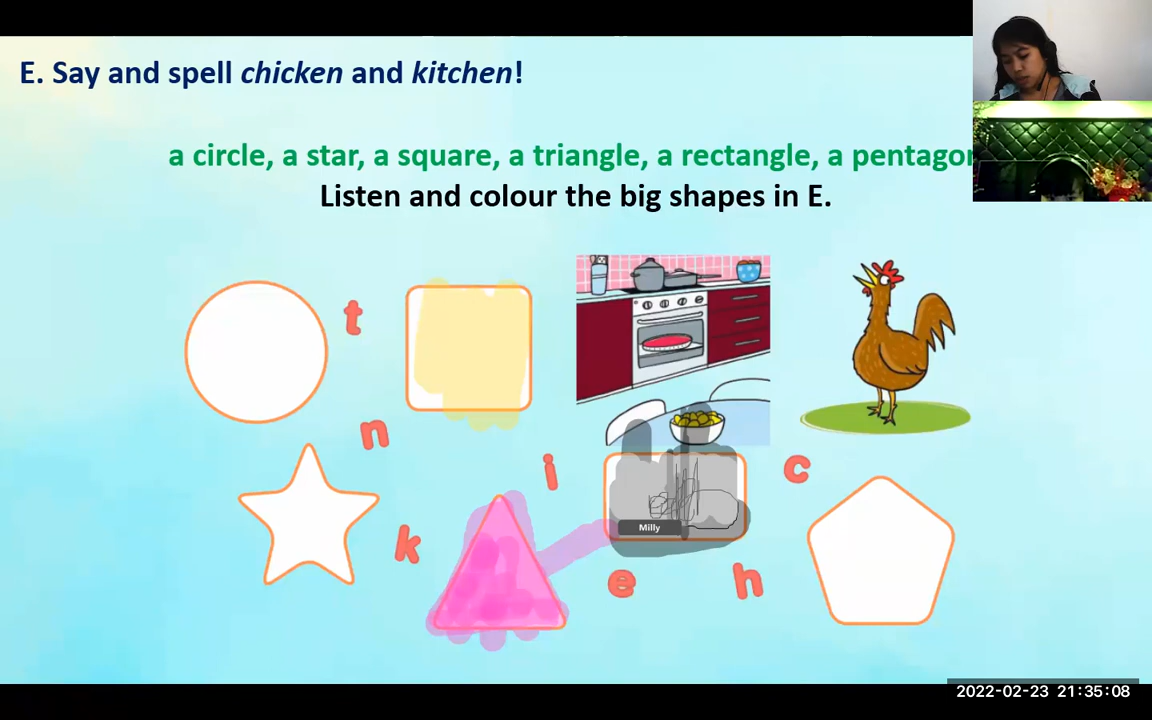 E. Say and spell chicken and kitchen!
a circle, a star, a square, a triangle, a rectangle, a pentagon
Listen and colour the big shapes in E.
t
n
i
c
k
Milly
e
h
2022-02-23 21:35:08